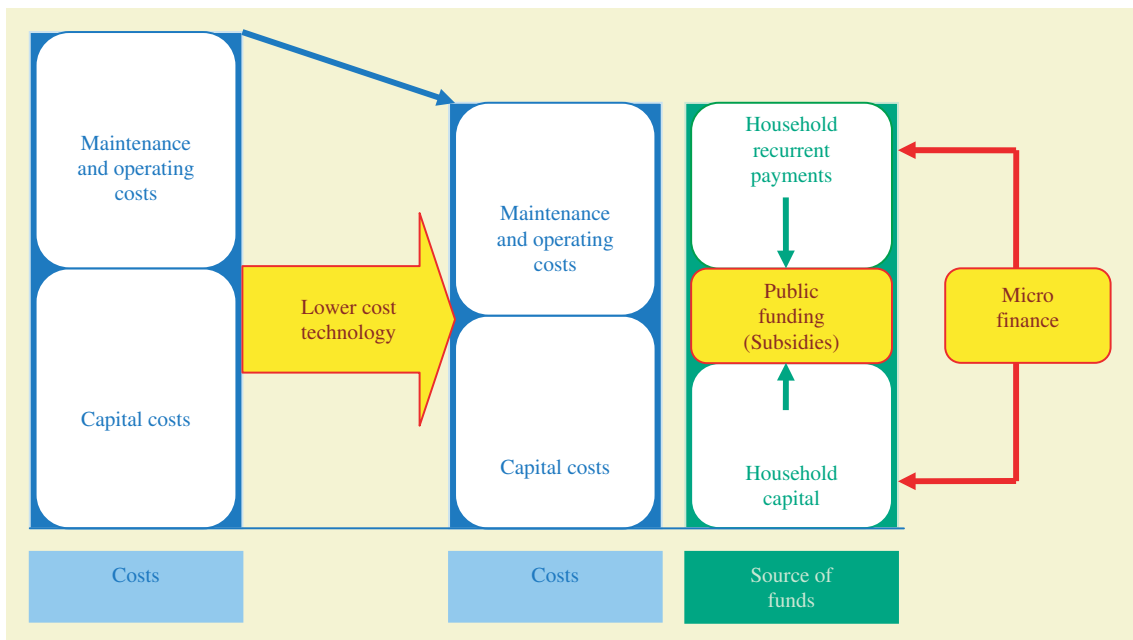 Maintenance
and operating
costs
Capital costs
Lower cost
technology
Maintenance
and operating
costs
Capital costs
Household
recurrent
payments
Public
funding
(Subsidies)
Household
capital
Micro
finance
Costs
Costs
Source of
funds